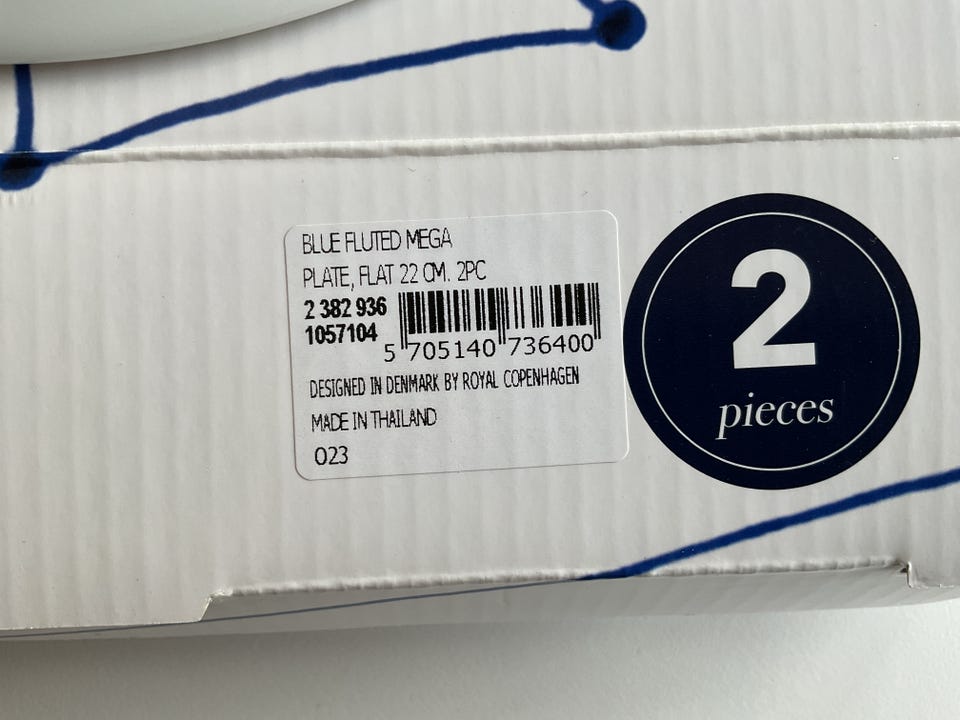 BLUE FLUTED MEGA
PLATE, FLAT 22 CM. 2PC
2 382 936
1057104
5 705140 736400
DESIGNED IN DENMARK BY ROYAL COPENHAGEN
MADE IN THAILAND
023
2
pieces